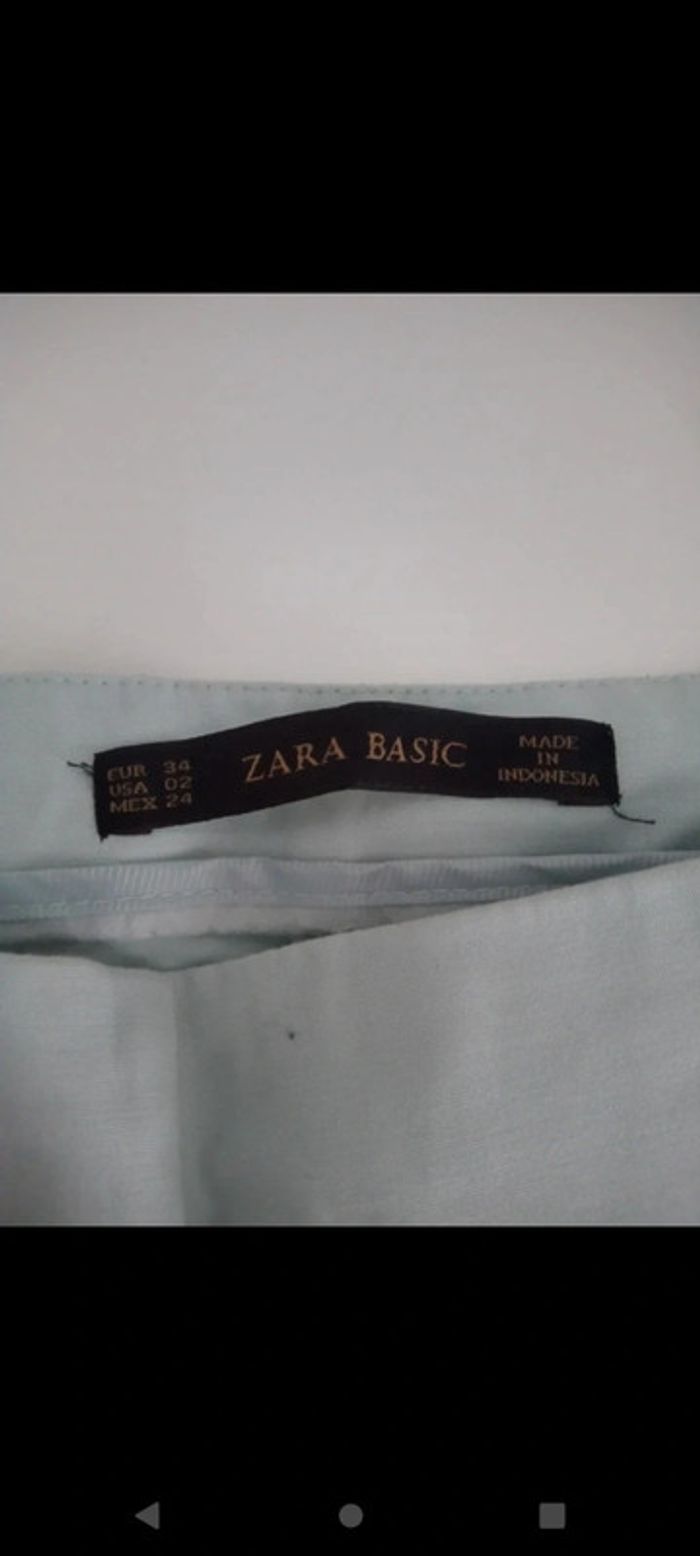 EUR 34
USA 02
MEX 24
ZARA BASIC
MADE
IN
INDONESIA